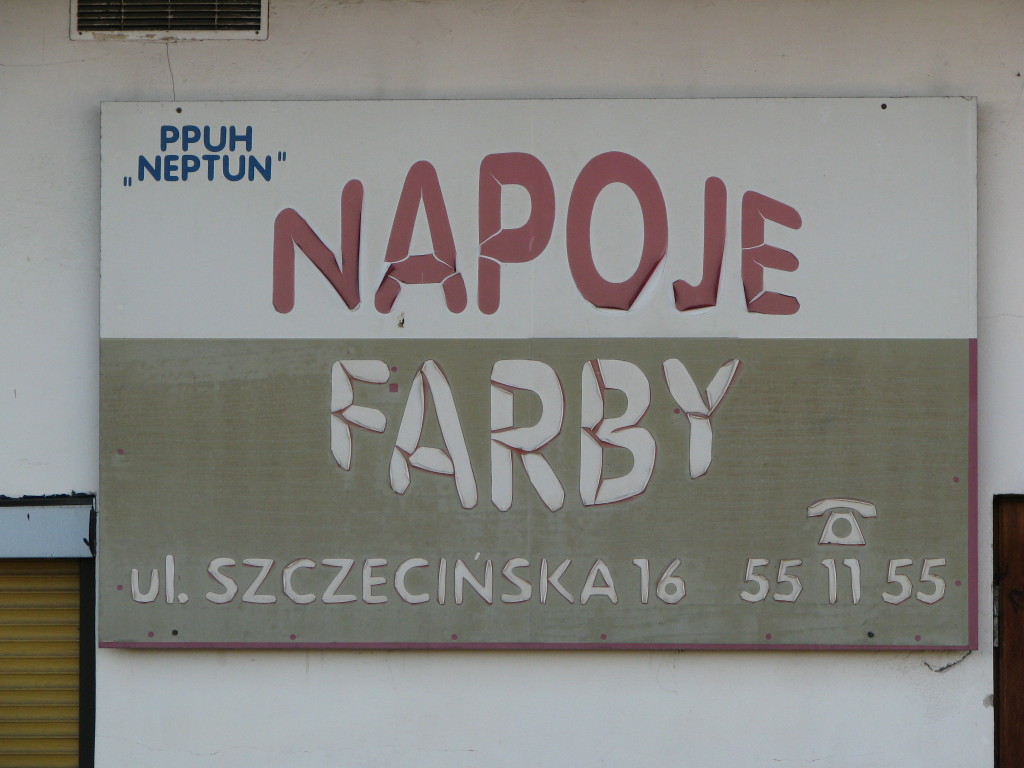 PPUH
„NEPTUN"
NAPOJE
FARBY
ul. SZCZECIŃSKA 16 55 11 55